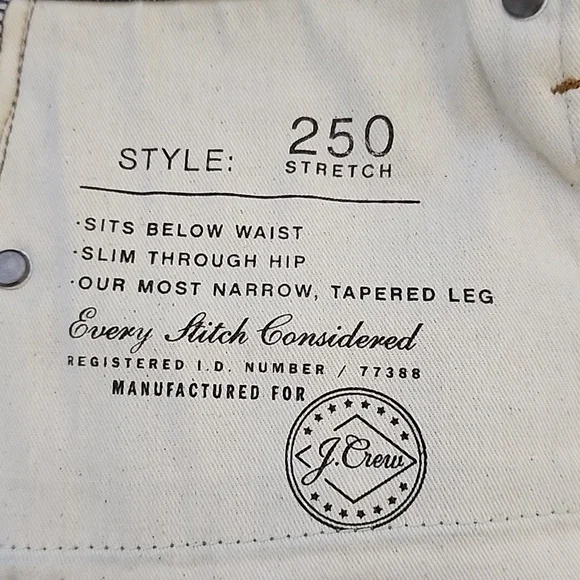 STYLE: 250
STRETCH
·SITS BELOW WAIST
·SLIM THROUGH HIP
·OUR MOST NARROW, TAPERED LEG
Every Stitch Considered
REGISTERED I.D. NUMBER / 77388
MANUFACTURED FOR
J.Crew